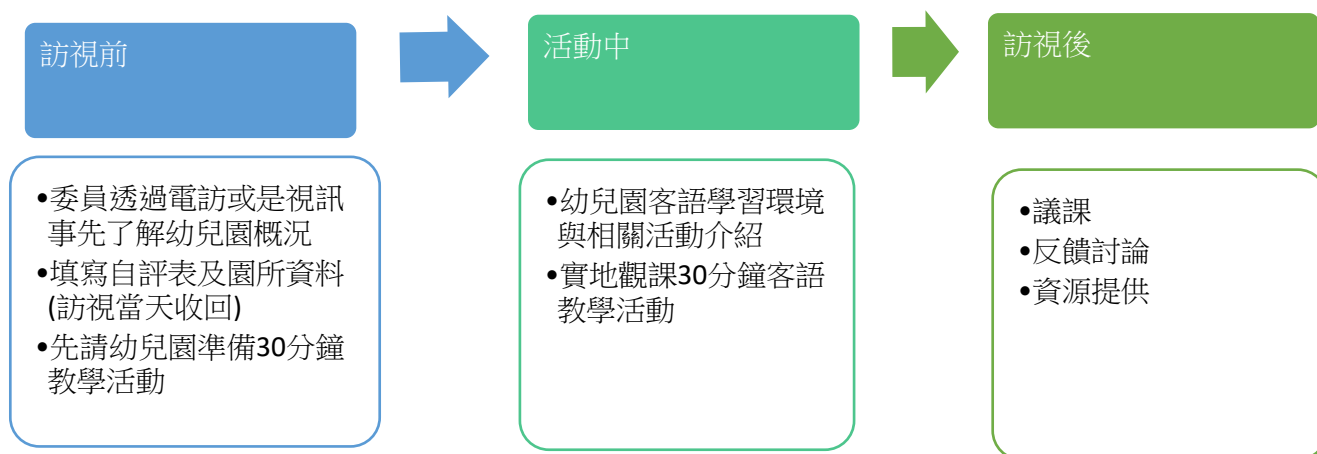 訪視前
•委員透過電訪或是視訊
事先了解幼兒園概況
•填寫自評表及園所資料
(訪視當天收回)
•先請幼兒園準備30分鐘
教學活動
活動中
•幼兒園客語學習環境
與相關活動介紹
•實地觀課30分鐘客語
教學活動
訪視後
•議課
•反饋討論
•資源提供